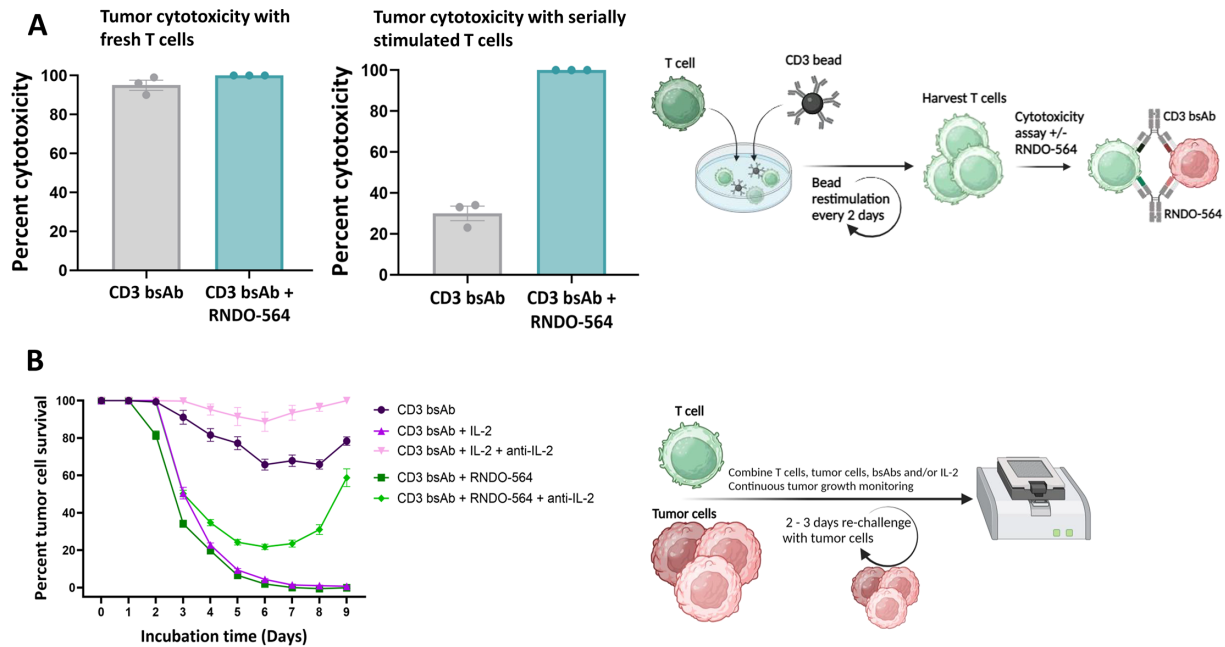 A
Tumor cytotoxicity with
fresh T cells
Percent cytotoxicity
100
80
60
40
20
0
CD3 bsAb
CD3 bsAb +
RNDO-564
Tumor cytotoxicity with serially
stimulated T cells
Percent cytotoxicity
100
80
60
40
20
0
CD3 bsAb
CD3 bsAb +
RNDO-564
T cell
CD3 bead
Bead
restimulation
every 2 days
Harvest T cells
Cytotoxicity
assay +/-
RNDO-564
CD3 bsAb
RNDO-564
B
Percent tumor cell survival
100
80
60
40
20
0
0 1 2 3 4 5 6 7 8 9
Incubation time (Days)
CD3 bsAb
CD3 bsAb + IL-2
CD3 bsAb + IL-2 + anti-IL-2
CD3 bsAb + RNDO-564
CD3 bsAb + RNDO-564 + anti-IL-2
T cell
Combine T cells, tumor cells, bsAbs and/or IL-2
Continuous tumor growth monitoring
Tumor cells
2 - 3 days re-challenge
with tumor cells